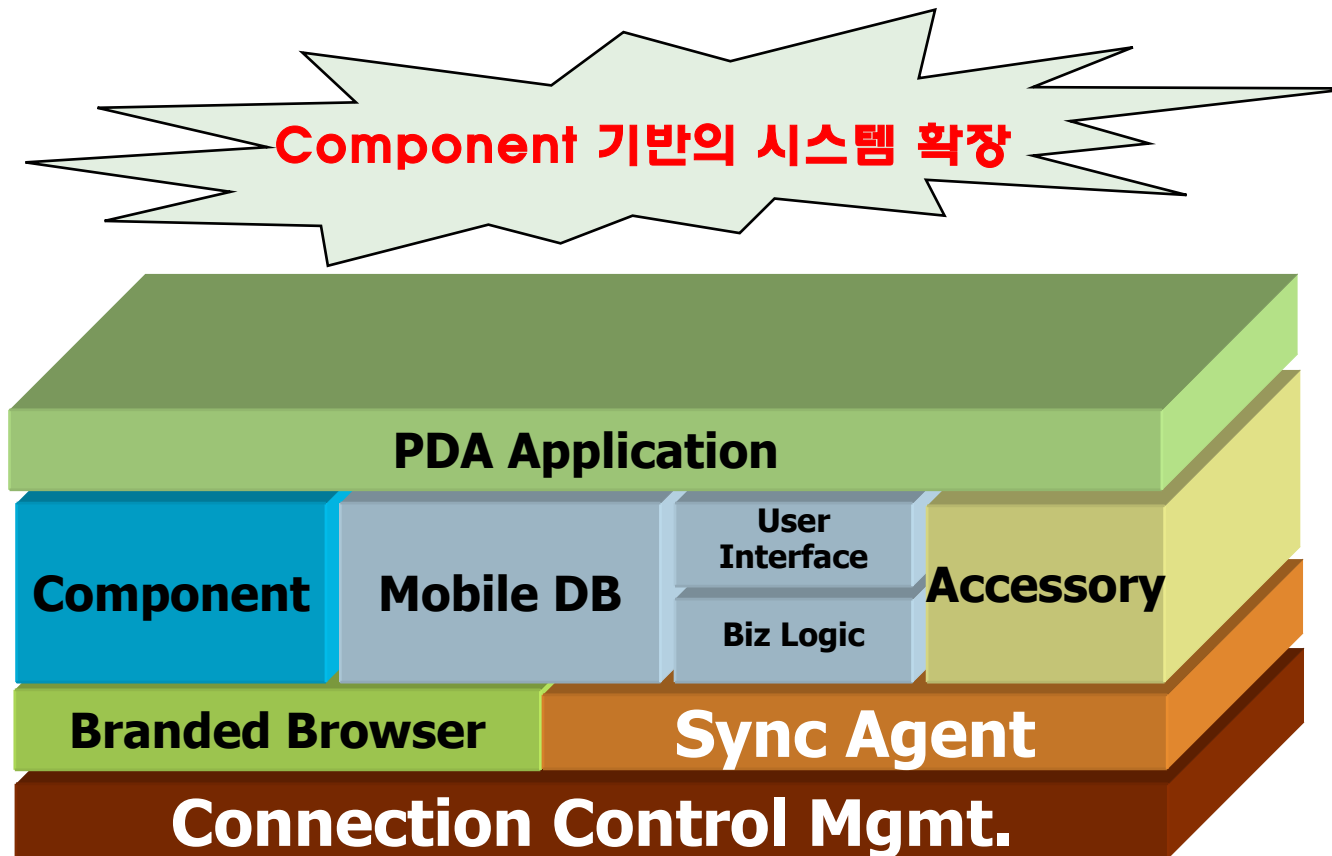 Component 기반의 시스템 확장
PDA Application
Component
Mobile DB
User
Interface
Biz Logic
Accessory
Branded Browser
Sync Agent
Connection Control Mgmt.